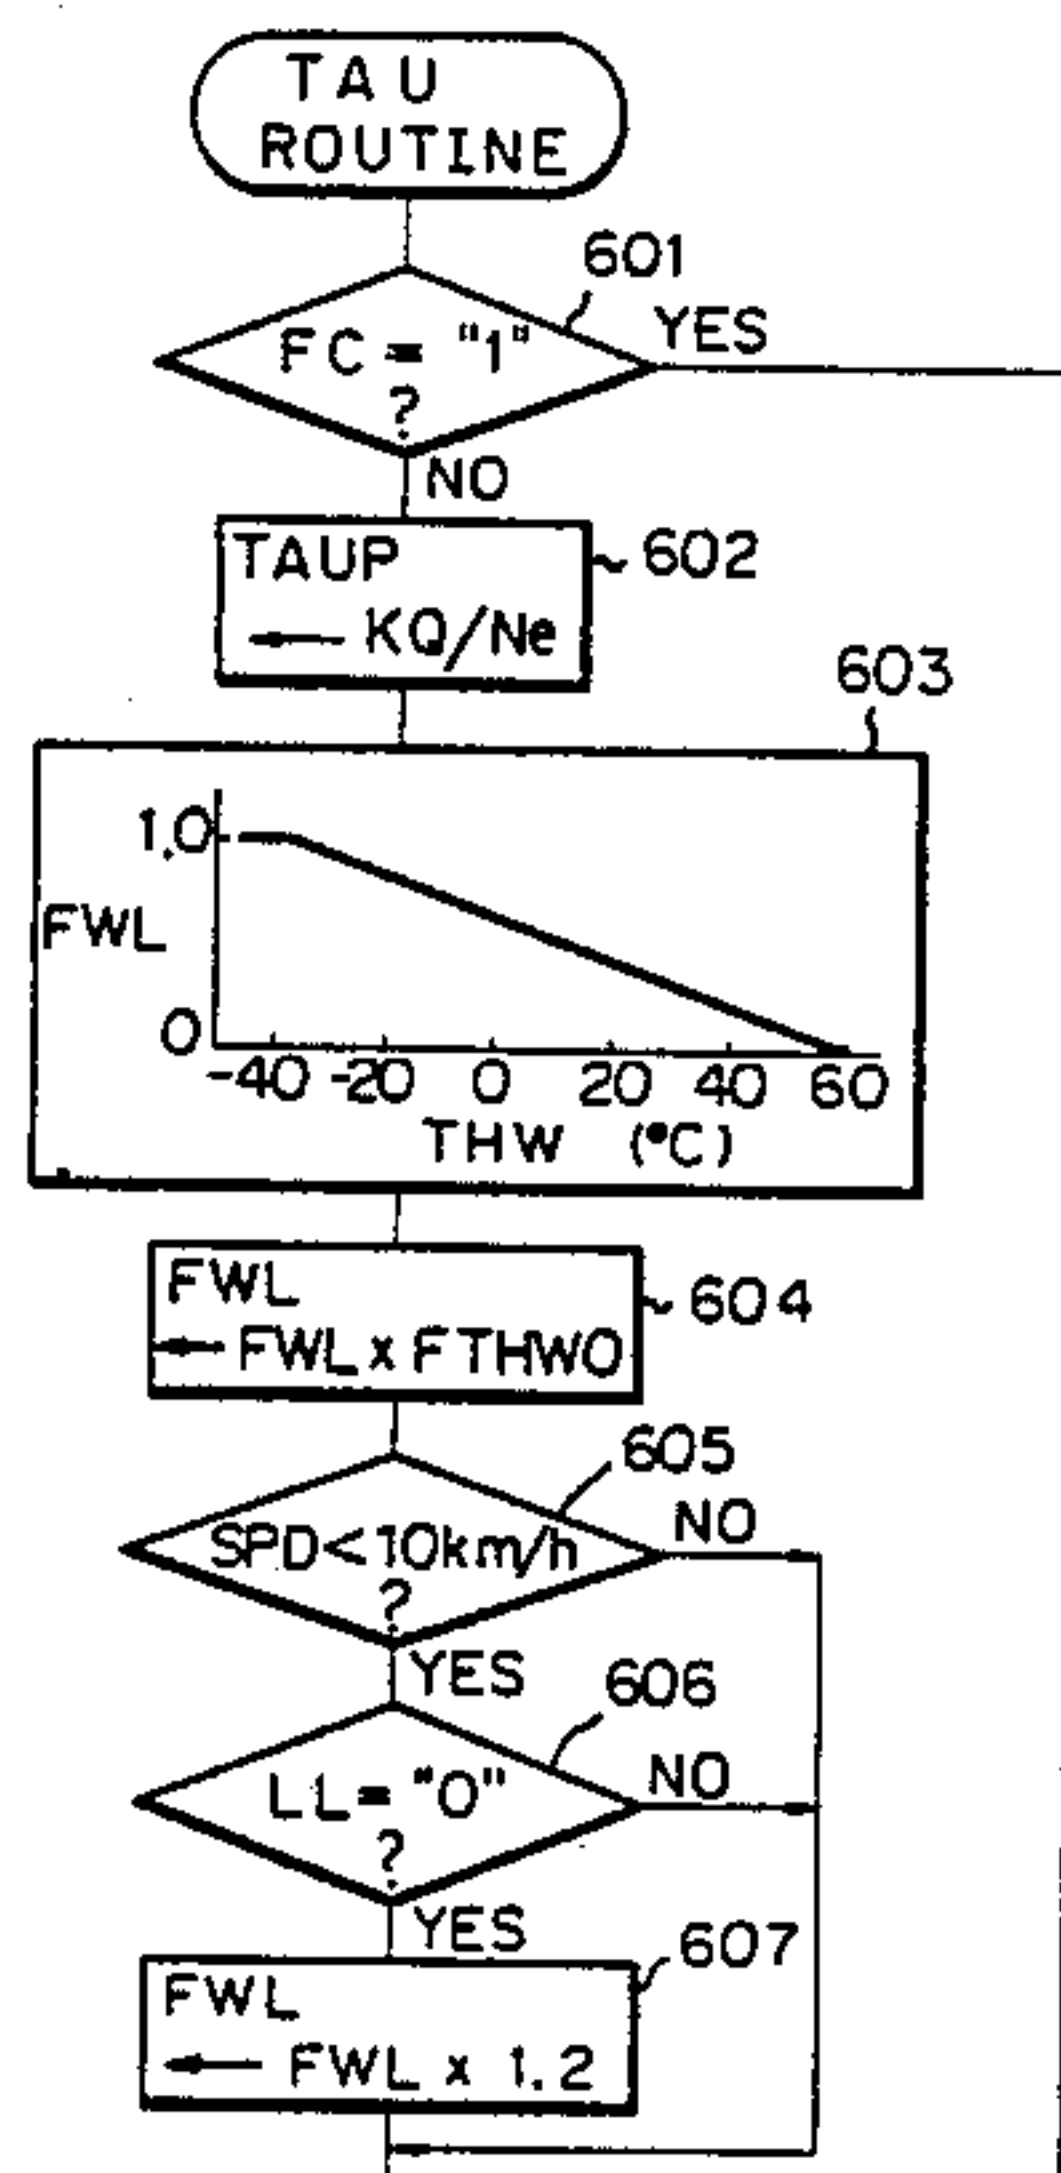 TAU
ROUTINE
601
FC = "1"
?
YES
NO
TAUP
← KQ/Ne
602
603
1.0
FWL
0
-40 -20 0 20 40 60
THW (°C)
FWL
← FWL x FTHWO
604
605
SPD<10km/h
?
NO
YES
606
LL= "0"
?
NO
YES
607
FWL
← FWL x 1.2